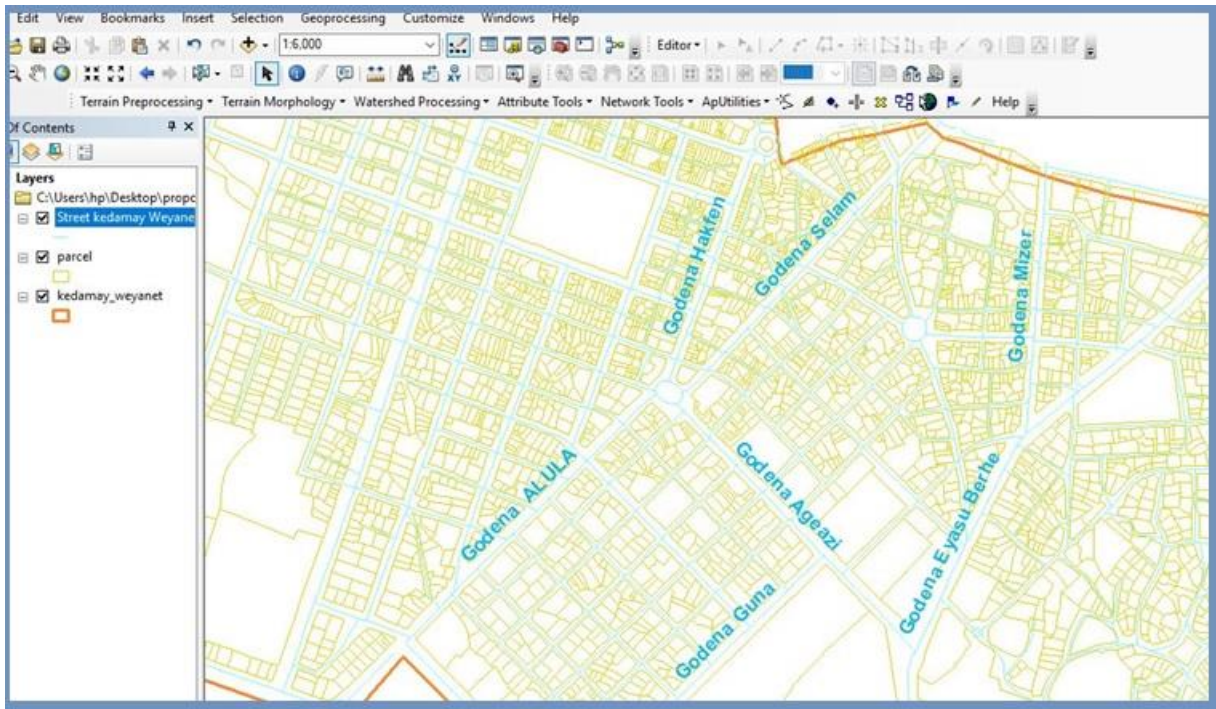 Edit View Bookmarks Insert Selection Geoprocessing Customize Windows Help
1:6,000
Editor
Terrain Preprocessing Terrain Morphology Watershed Processing Attribute Tools Network Tools ApUtilities Help
Of Contents
Layers
C:\Users\hp\Desktop\propc
Street kedamay Weyane
parcel
kedamay_weyanet
Godena Hakfen
Godena Selam
Godena Mizer
Godena ALULA
Godena Ageazi
Godena Eyasu Berhe
Godena Guna